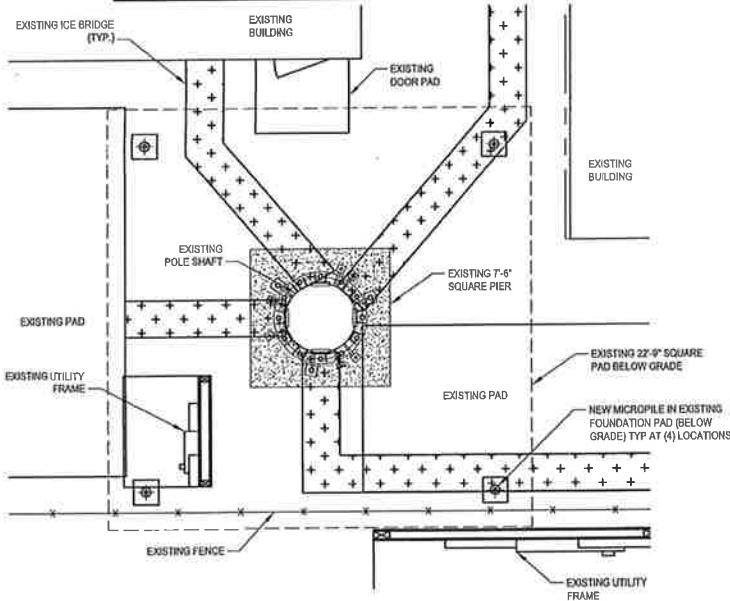 EXISTING ICE BRIDGE
(TYP.)
EXISTING
BUILDING
EXISTING
DOOR PAD
EXISTING
BUILDING
EXISTING
POLE SHAFT
EXISTING 7'-6"
SQUARE PIER
EXISTING PAD
EXISTING 22'-9" SQUARE
PAD BELOW GRADE
EXISTING UTILITY
FRAME
EXISTING PAD
NEW MICROPILE IN EXISTING
FOUNDATION PAD (BELOW
GRADE) TYP AT (4) LOCATIONS
EXISTING FENCE
EXISTING UTILITY
FRAME